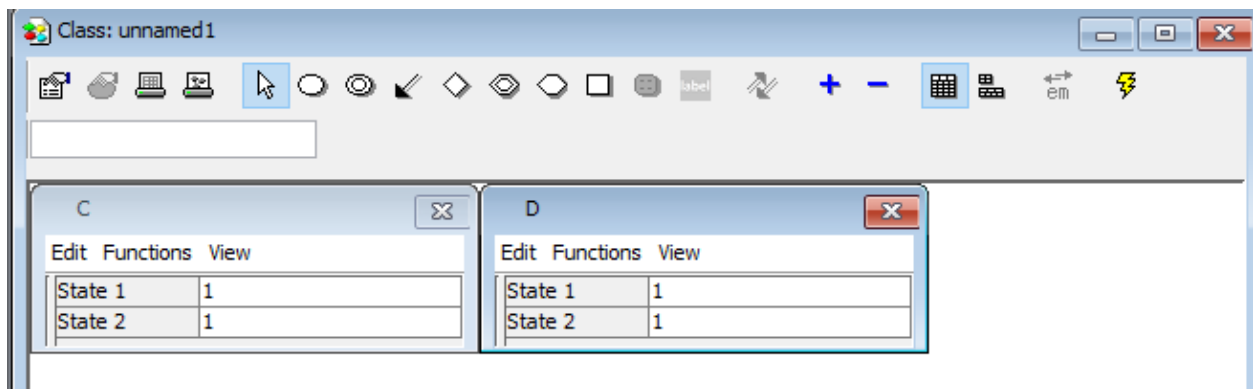 Class: unnamed1
label
em
C
Edit Functions View
State 1 1
State 2 1
D
Edit Functions View
State 1 1
State 2 1